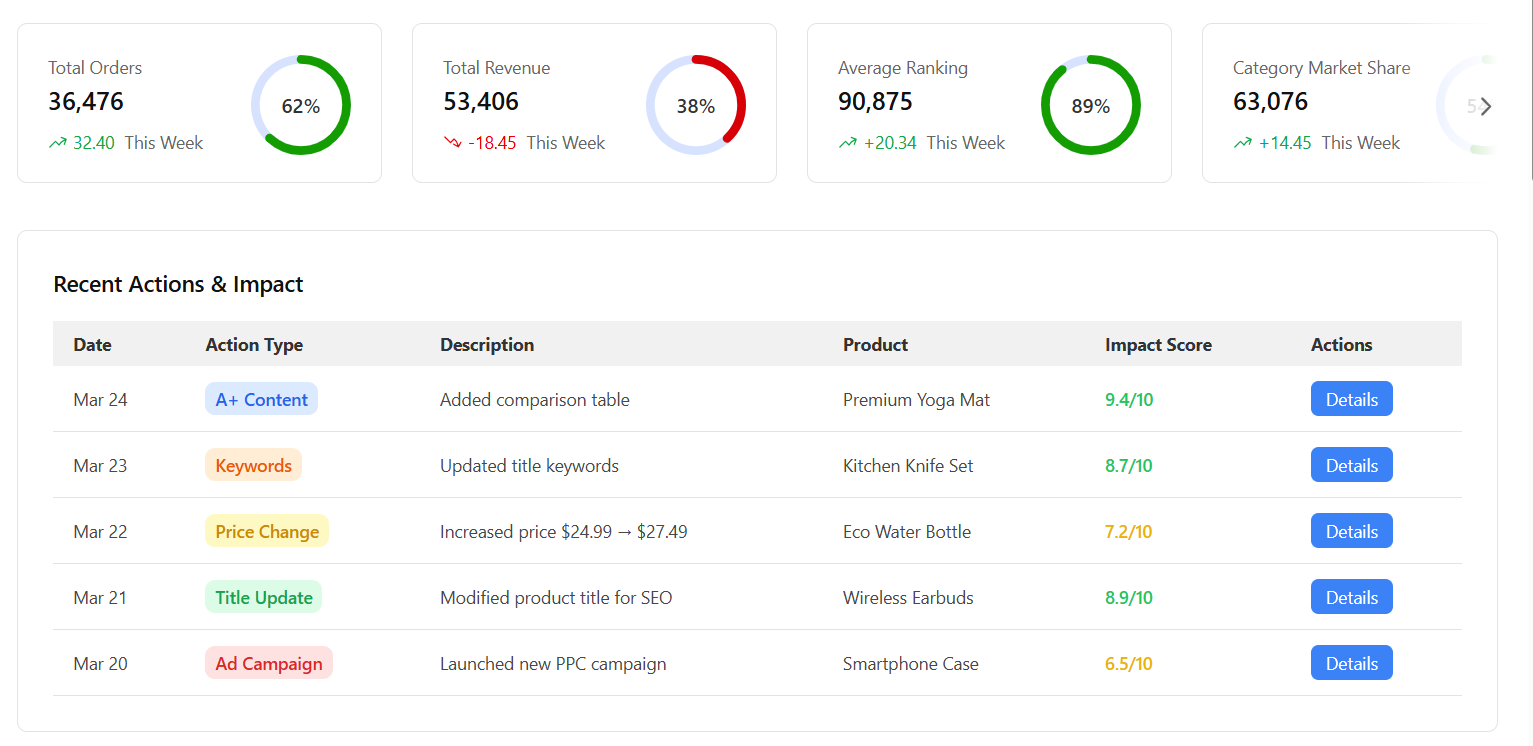 Total Orders
36,476
32.40 This Week
62%
Total Revenue
53,406
-18.45 This Week
38%
Average Ranking
90,875
+20.34 This Week
89%
Category Market Share
63,076
+14.45 This Week
Recent Actions & Impact
Date Action Type Description Product Impact Score Actions
Mar 24 A+ Content Added comparison table Premium Yoga Mat 9.4/10 Details
Mar 23 Keywords Updated title keywords Kitchen Knife Set 8.7/10 Details
Mar 22 Price Change Increased price $24.99 → $27.49 Eco Water Bottle 7.2/10 Details
Mar 21 Title Update Modified product title for SEO Wireless Earbuds 8.9/10 Details
Mar 20 Ad Campaign Launched new PPC campaign Smartphone Case 6.5/10 Details